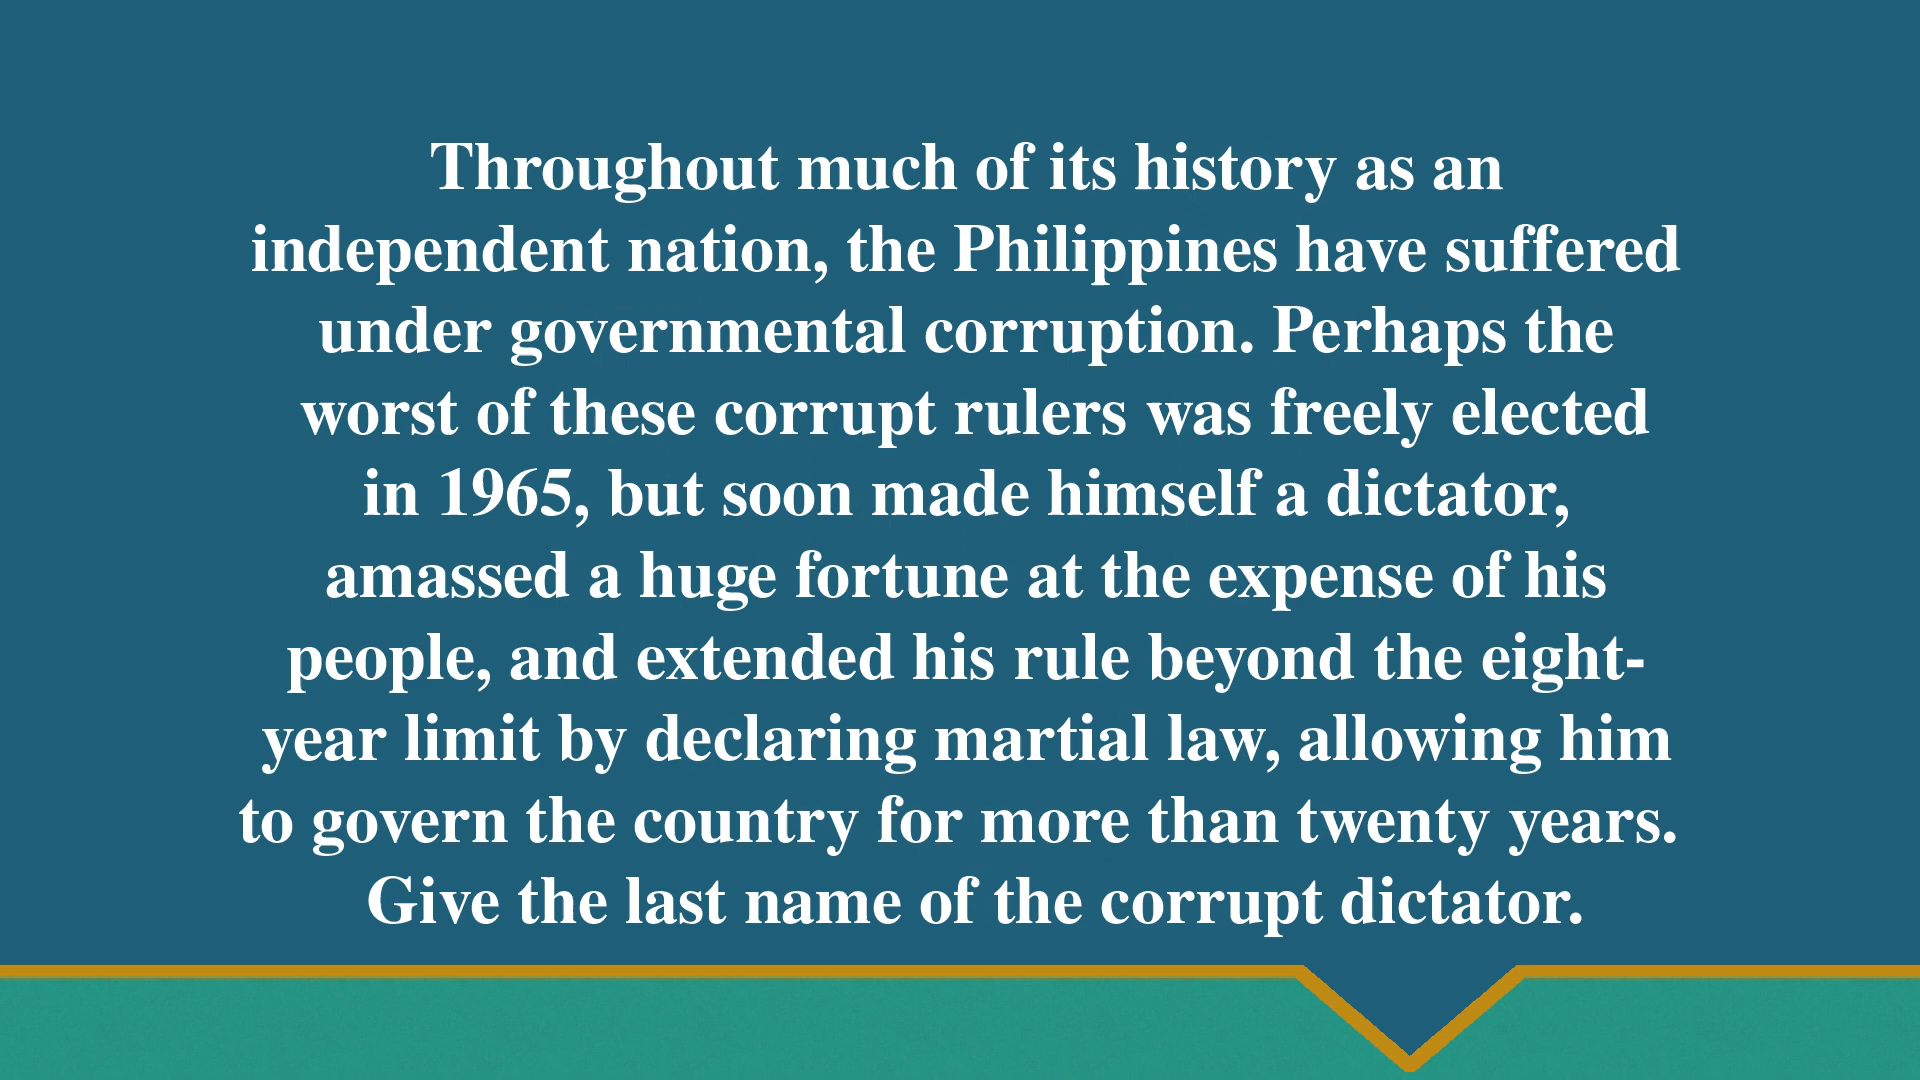 Throughout much of its history as an
independent nation, the Philippines have suffered
under governmental corruption. Perhaps the
worst of these corrupt rulers was freely elected
in 1965, but soon made himself a dictator,
amassed a huge fortune at the expense of his
people, and extended his rule beyond the eight-
year limit by declaring martial law, allowing him
to govern the country for more than twenty years.
Give the last name of the corrupt dictator.